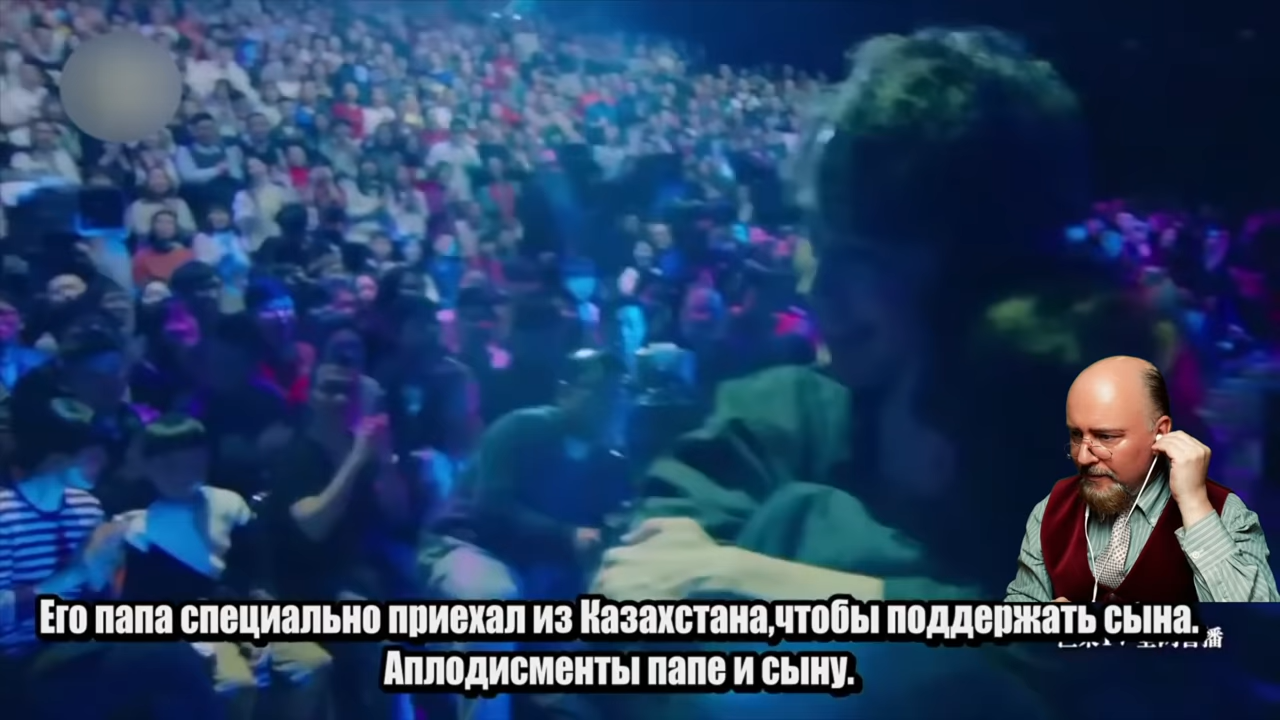 Его папа специально приехал из Казахстана,чтобы поддержать сына.
Аплодисменты папе и сыну.